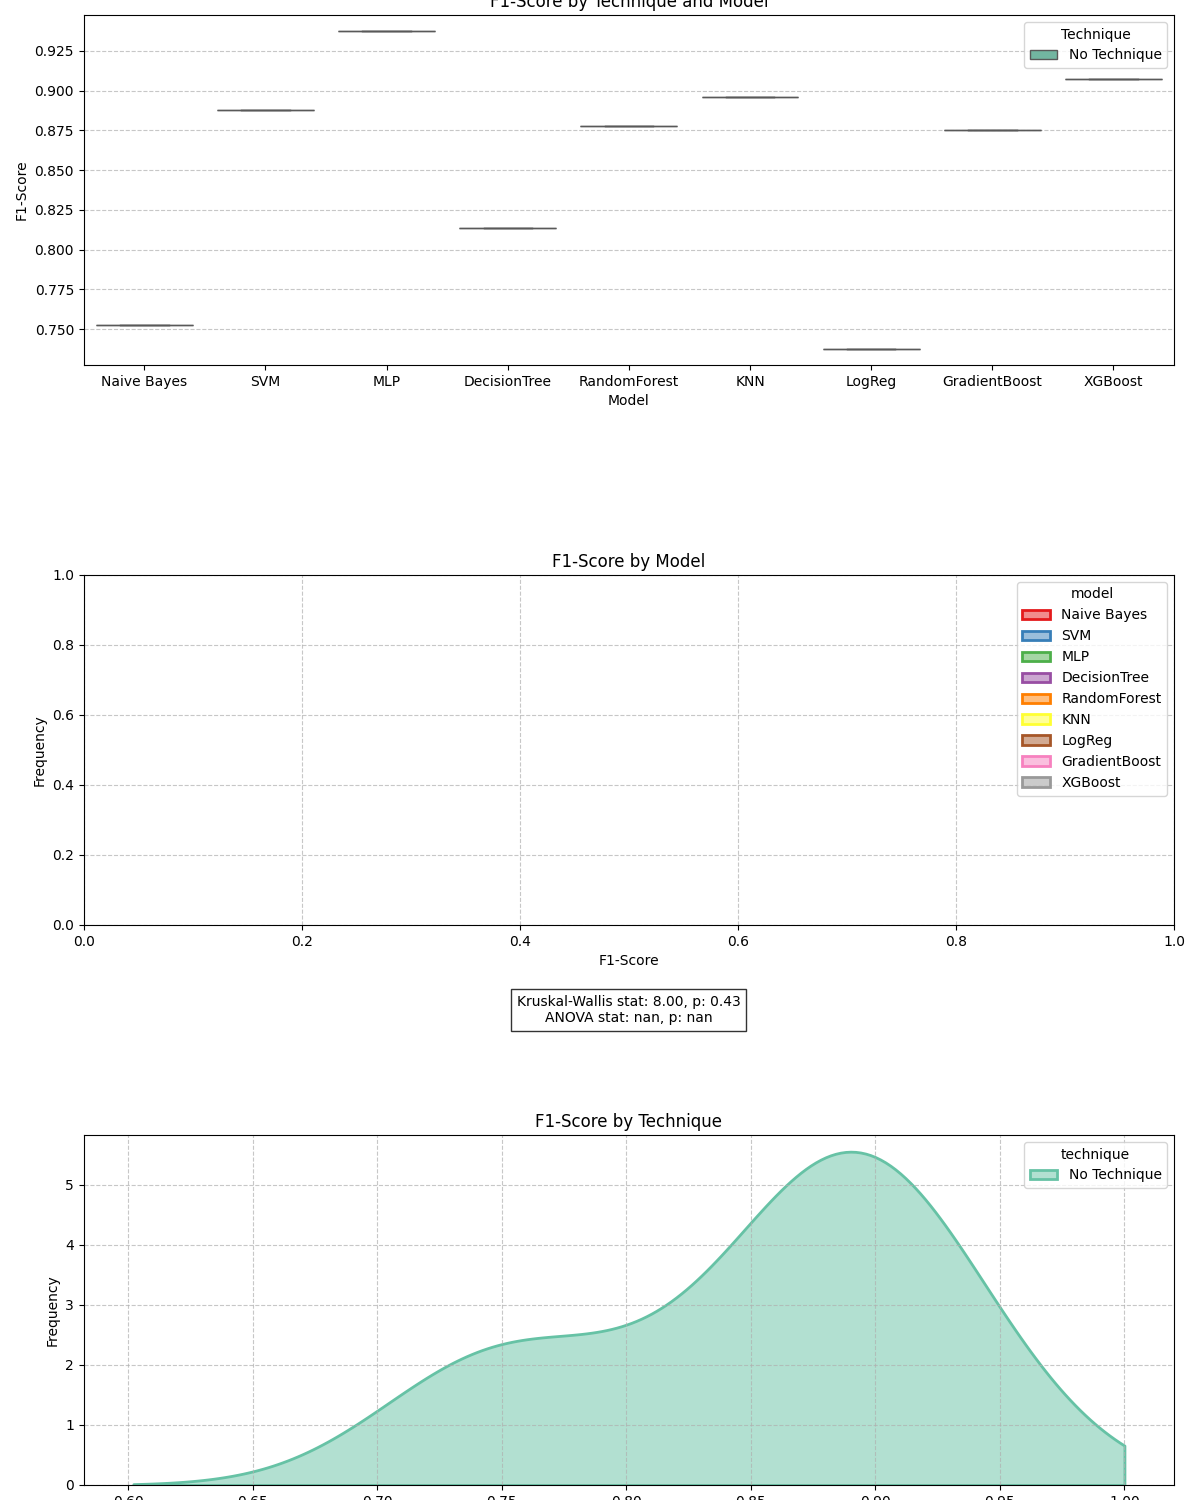 F1-Score by Technique and Model
0.925
0.900
0.875
0.850
0.825
0.800
0.775
0.750
F1-Score
Technique
No Technique
Naive Bayes SVM MLP DecisionTree RandomForest KNN LogReg GradientBoost XGBoost
Model
F1-Score by Model
1.0
0.8
0.6
0.4
0.2
0.0
Frequency
model
Naive Bayes
SVM
MLP
DecisionTree
RandomForest
KNN
LogReg
GradientBoost
XGBoost
0.0 0.2 0.4 0.6 0.8 1.0
F1-Score
Kruskal-Wallis stat: 8.00, p: 0.43
ANOVA stat: nan, p: nan
F1-Score by Technique
5
4
3
2
1
0
Frequency
technique
No Technique
0.60 0.65 0.70 0.75 0.80 0.85 0.90 0.95 1.00